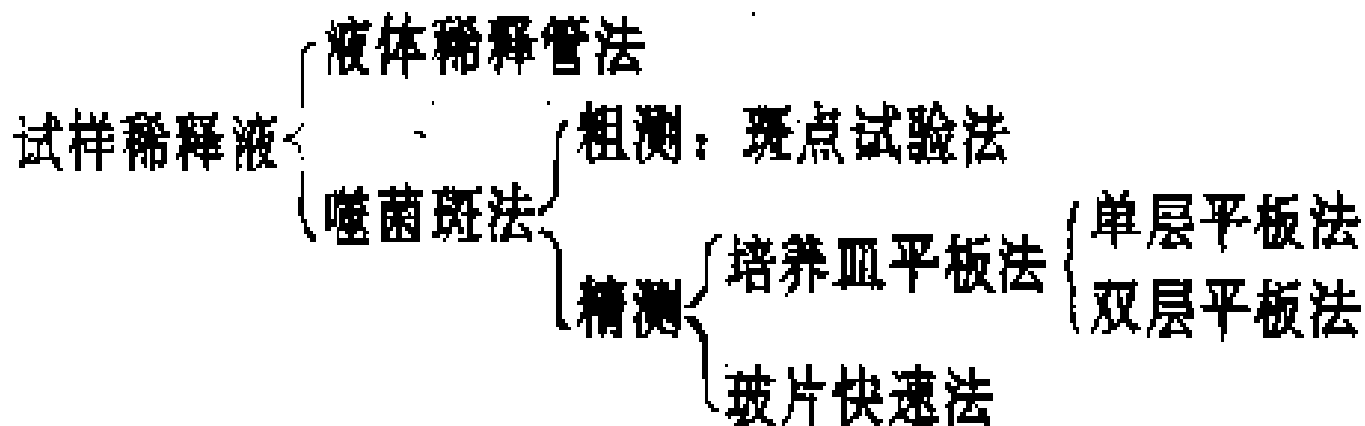 液体稀释管法
试样稀释液
粗测：斑点试验法
噬菌斑法
单层平板法
培养皿平板法
精测
双层平板法
玻片快速法